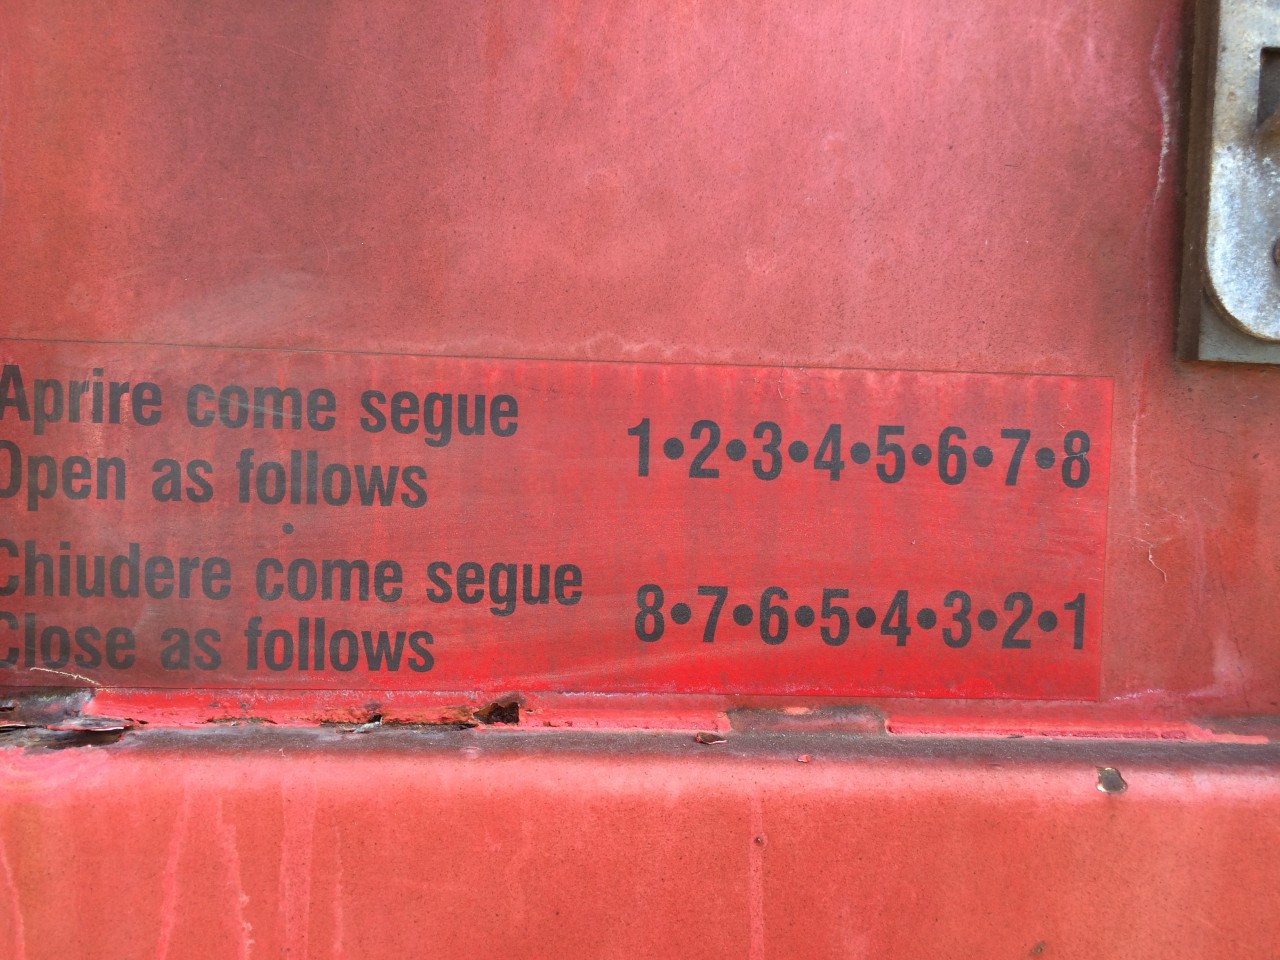 Aprire come segue
Open as follows
1•2•3•4•5•6•7•8
Chiudere come segue
Close as follows
8•7•6•5•4•3•2•1